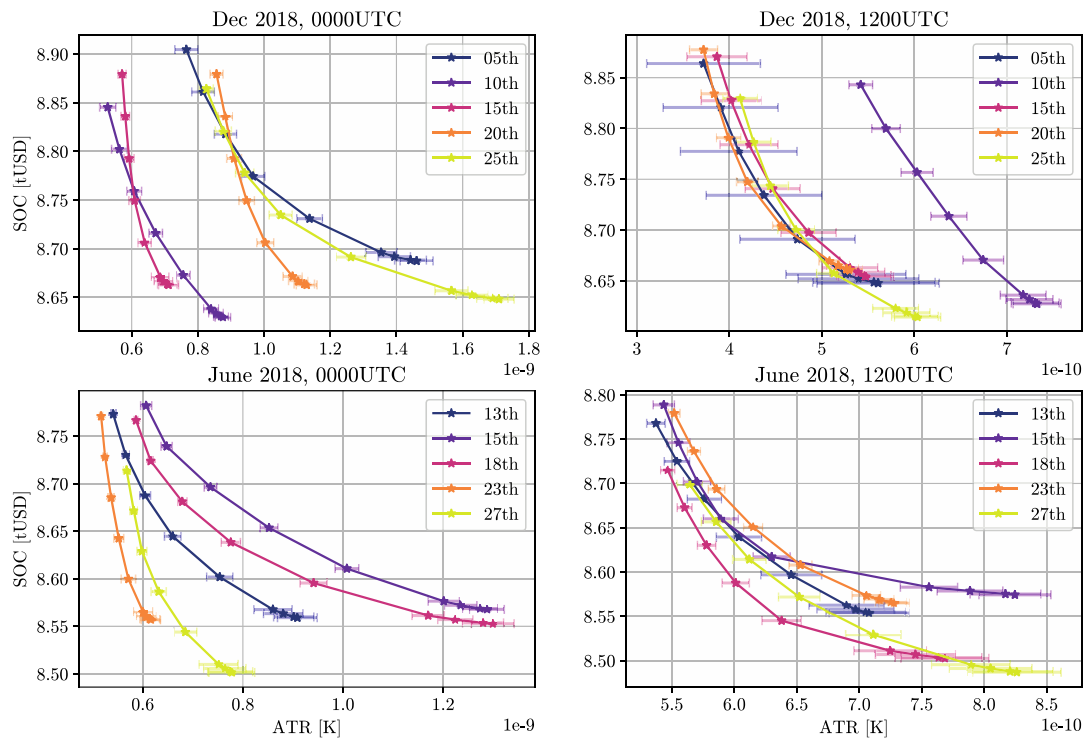 Dec 2018, 0000UTC
SOC [tUSD]
8.90
8.85
8.80
8.75
8.70
8.65
05th
10th
15th
20th
25th
0.6 0.8 1.0 1.2 1.4 1.6 1.8
1e-9
Dec 2018, 1200UTC
8.85
8.80
8.75
8.70
8.65
05th
10th
15th
20th
25th
3 4 5 6 7
1e-10
June 2018, 0000UTC
SOC [tUSD]
8.75
8.70
8.65
8.60
8.55
8.50
13th
15th
18th
23th
27th
0.6 0.8 1.0 1.2
ATR [K]
1e-9
June 2018, 1200UTC
8.80
8.75
8.70
8.65
8.60
8.55
8.50
13th
15th
18th
23th
27th
5.5 6.0 6.5 7.0 7.5 8.0 8.5
ATR [K]
1e-10